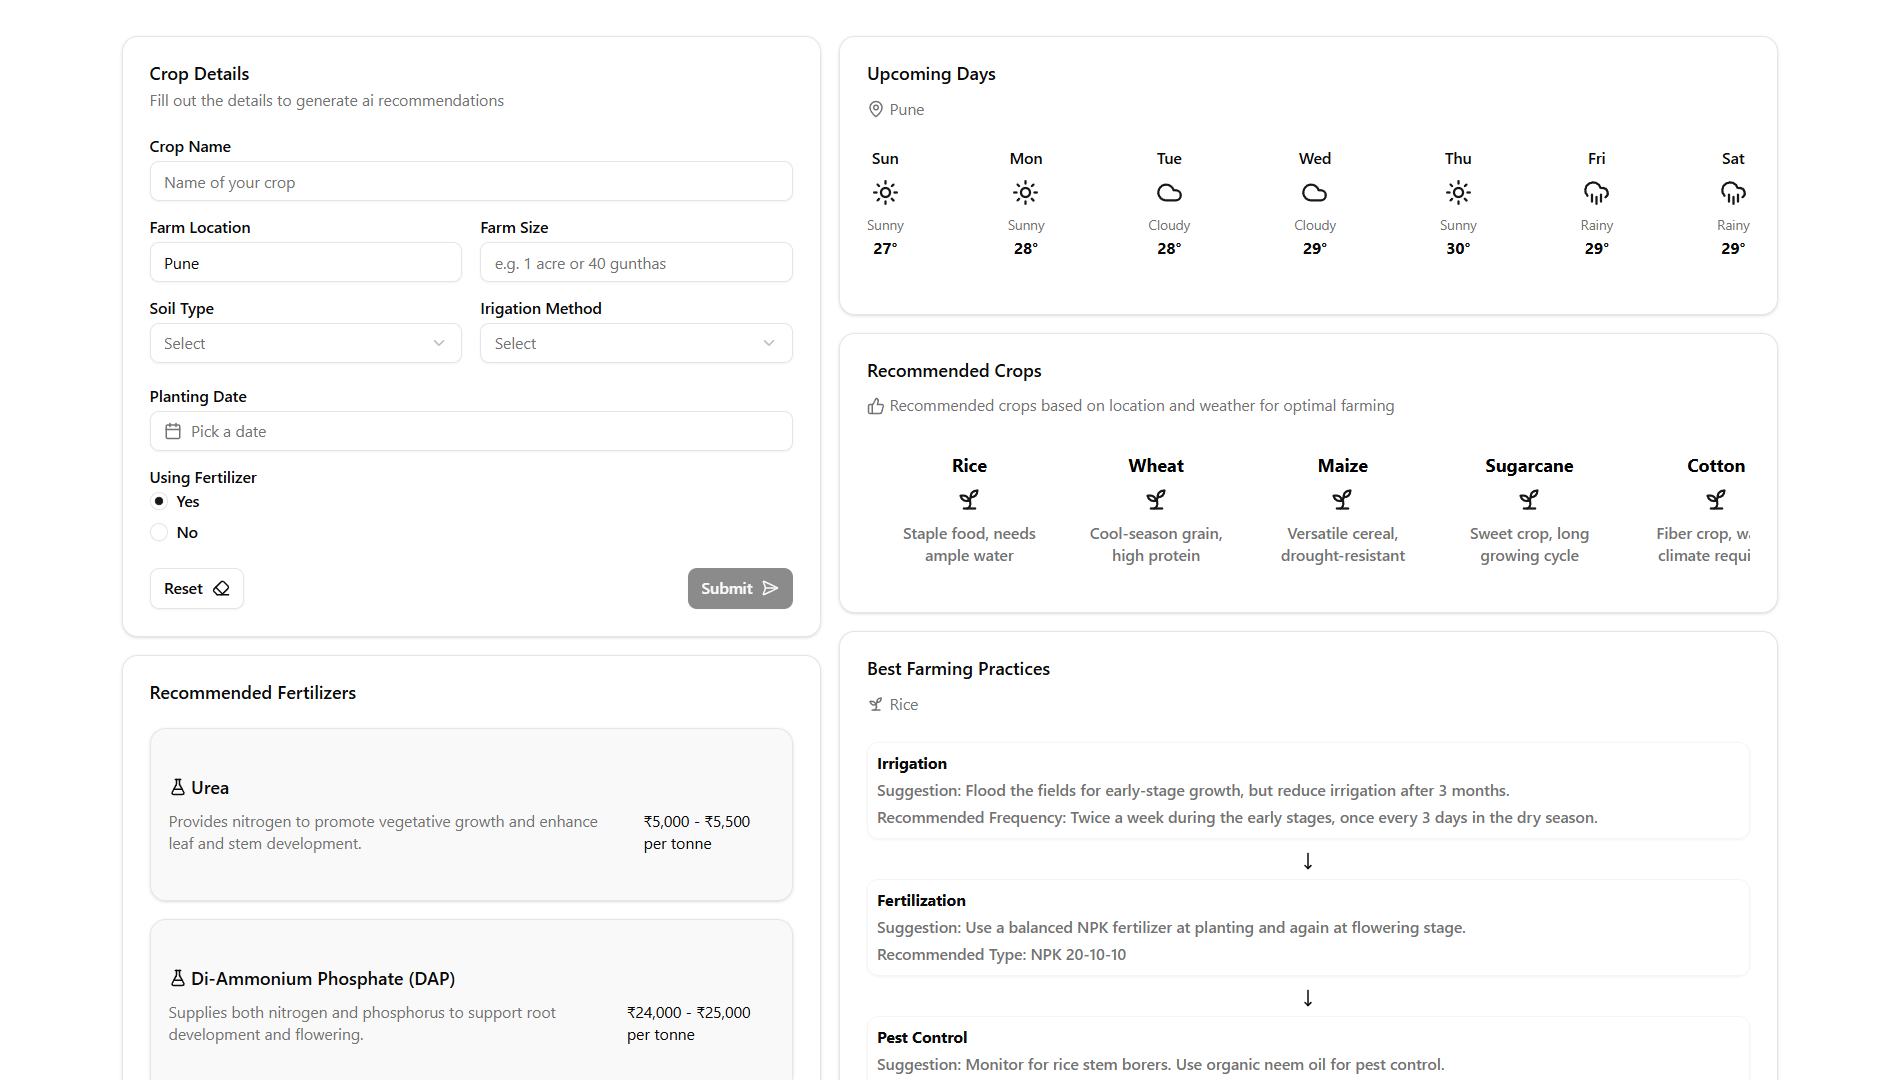 Crop Details
Fill out the details to generate ai recommendations
Crop Name
Name of your crop
Farm Location
Farm Size
Pune
e.g. 1 acre or 40 gunthas
Soil Type
Irigation Method
Select
Select
Planting Date
Pick a date
Using Fertilizer
Yes
No
Reset
Submit
Recommended Fertilizers
Urea
Provides nitrogen to promote vegetative growth and enhance
leaf and stem development.
₹5,000 - ₹5,500
per tonne
Di-Ammonium Phosphate (DAP)
Supplies both nitrogen and phosphorus to support root
development and flowering.
₹24,000 - ₹25,000
per tonne
Upcoming Days
Pune
Sun Mon Tue Wed Thu Fri Sat
Sunny Sunny Cloudy Cloudy Sunny Rainy Rainy
27° 28° 28° 29° 30° 29° 29°
Recommended Crops
Recommended crops based on location and weather for optimal farming
Rice
Staple food, needs
ample water
Wheat
Cool-season grain,
high protein
Maize
Versatile cereal,
drought-resistant
Sugarcane
Sweet crop, long
growing cycle
Cotton
Fiber crop,
climate
Best Farming Practices
Rice
Irrigation
Suggestion: Flood the fields for early-stage growth, but reduce irrigation after 3 months.
Recommended Frequency: Twice a week during the early stages, once every 3 days in the dry season.
Fertilization
Suggestion: Use a balanced NPK fertilizer at planting and again at flowering stage.
Recommended Type: NPK 20-10-10
Pest Control
Suggestion: Monitor for rice stem borers. Use organic neem oil for pest control.